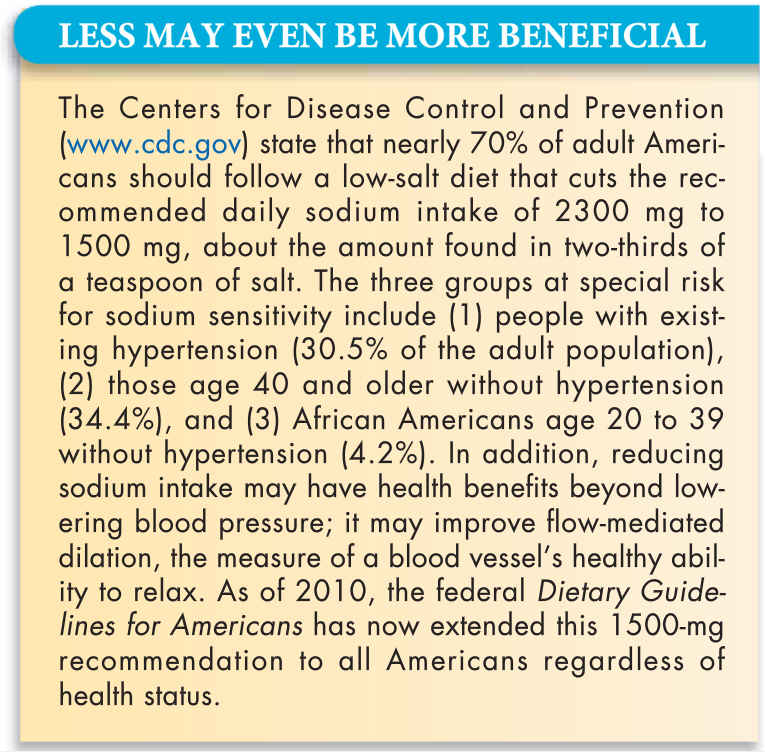 LESS MAY EVEN BE MORE BENEFICIAL
The Centers for Disease Control and Prevention
(www.cdc.gov) state that nearly 70% of adult Ameri-
cans should follow a low-salt diet that cuts the rec-
ommended daily sodium intake of 2300 mg to
1500 mg, about the amount found in two-thirds of
a teaspoon of salt. The three groups at special risk
for sodium sensitivity include (1) people with exist-
ing hypertension (30.5% of the adult population),
(2) those age 40 and older without hypertension
(34.4%), and (3) African Americans age 20 to 39
without hypertension (4.2%). In addition, reducing
sodium intake may have health benefits beyond low-
ering blood pressure; it may improve flow-mediated
dilation, the measure of a blood vessel’s healthy abil-
ity to relax. As of 2010, the federal Dietary Guide-
lines for Americans has now extended this 1500-mg
recommendation to all Americans regardless of
health status.